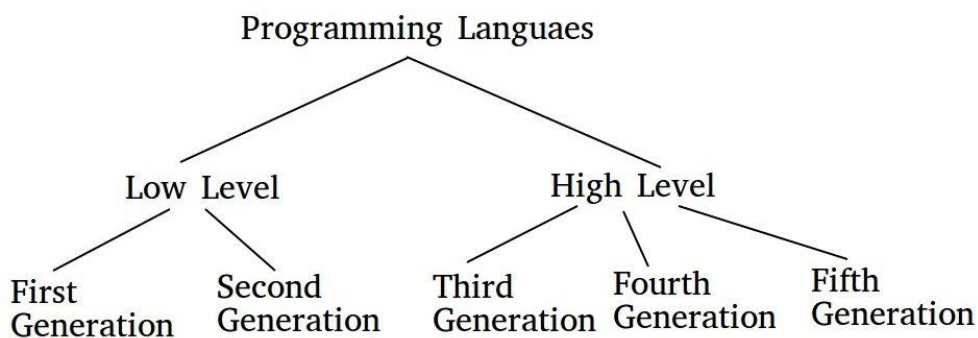 Programming Languaes
Low Level
High Level
First
Generation
Second
Generation
Third
Generation
Fourth
Generation
Fifth
Generation